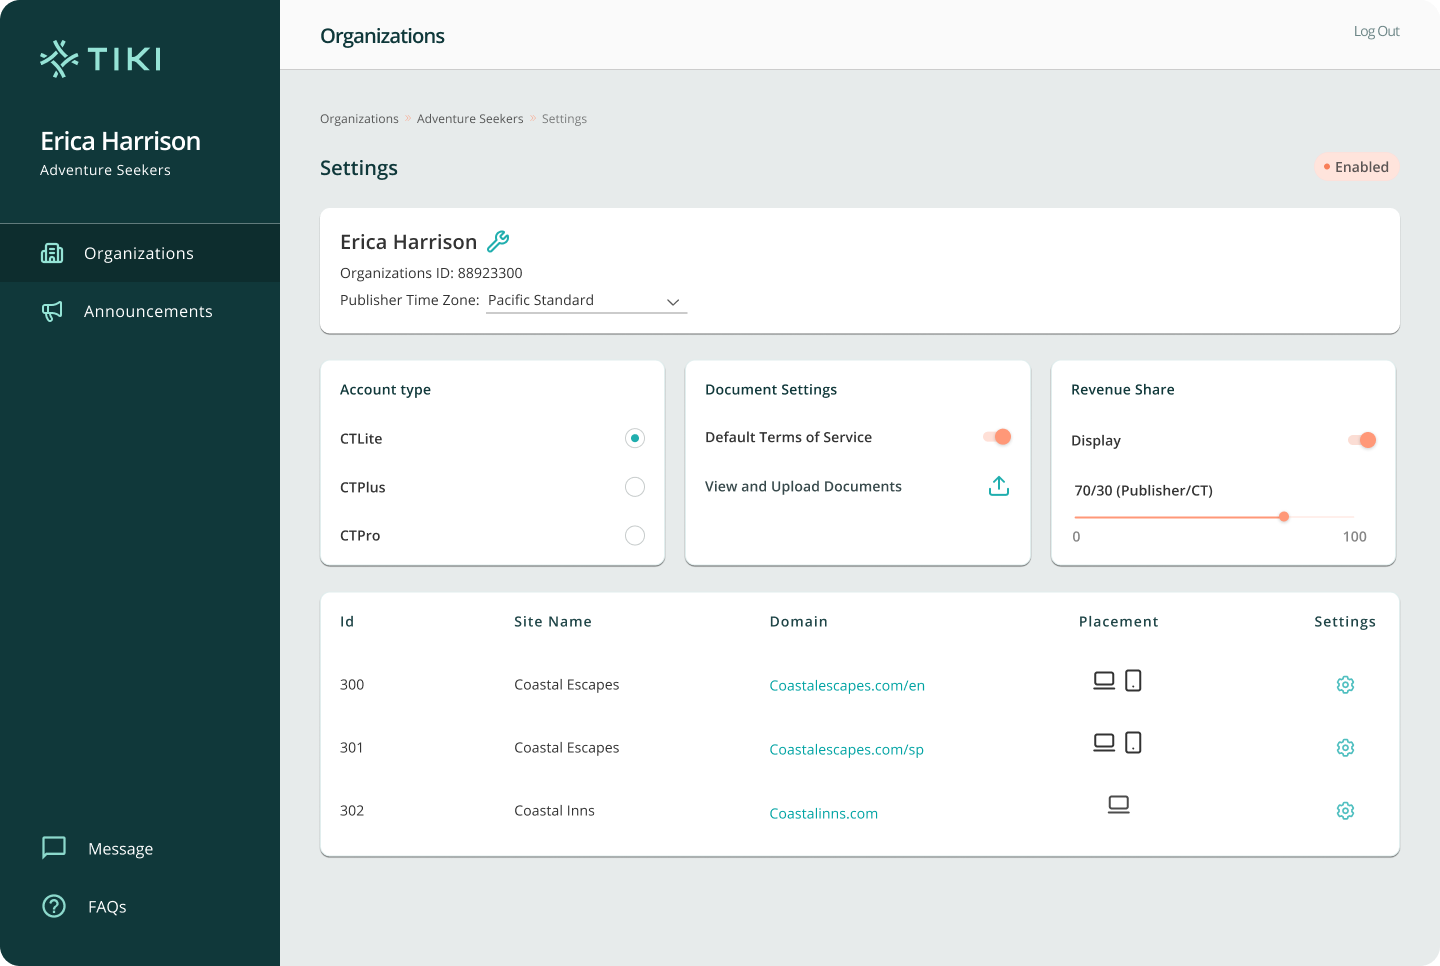 TIKI
Erica Harrison
Adventure Seekers
Organizations
Announcements
Message
FAQs
Organizations
Log Out
Organizations » Adventure Seekers » Settings
Settings
Enabled
Erica Harrison
Organizations ID: 88923300
Publisher Time Zone: Pacific Standard
Account type
CTLite
CTPlus
CTPro
Document Settings
Default Terms of Service
View and Upload Documents
Revenue Share
Display
70/30 (Publisher/CT)
0 100
Id Site Name Domain Placement Settings
300 Coastal Escapes Coastalescapes.com/en
301 Coastal Escapes Coastalescapes.com/sp
302 Coastal Inns Coastalinns.com